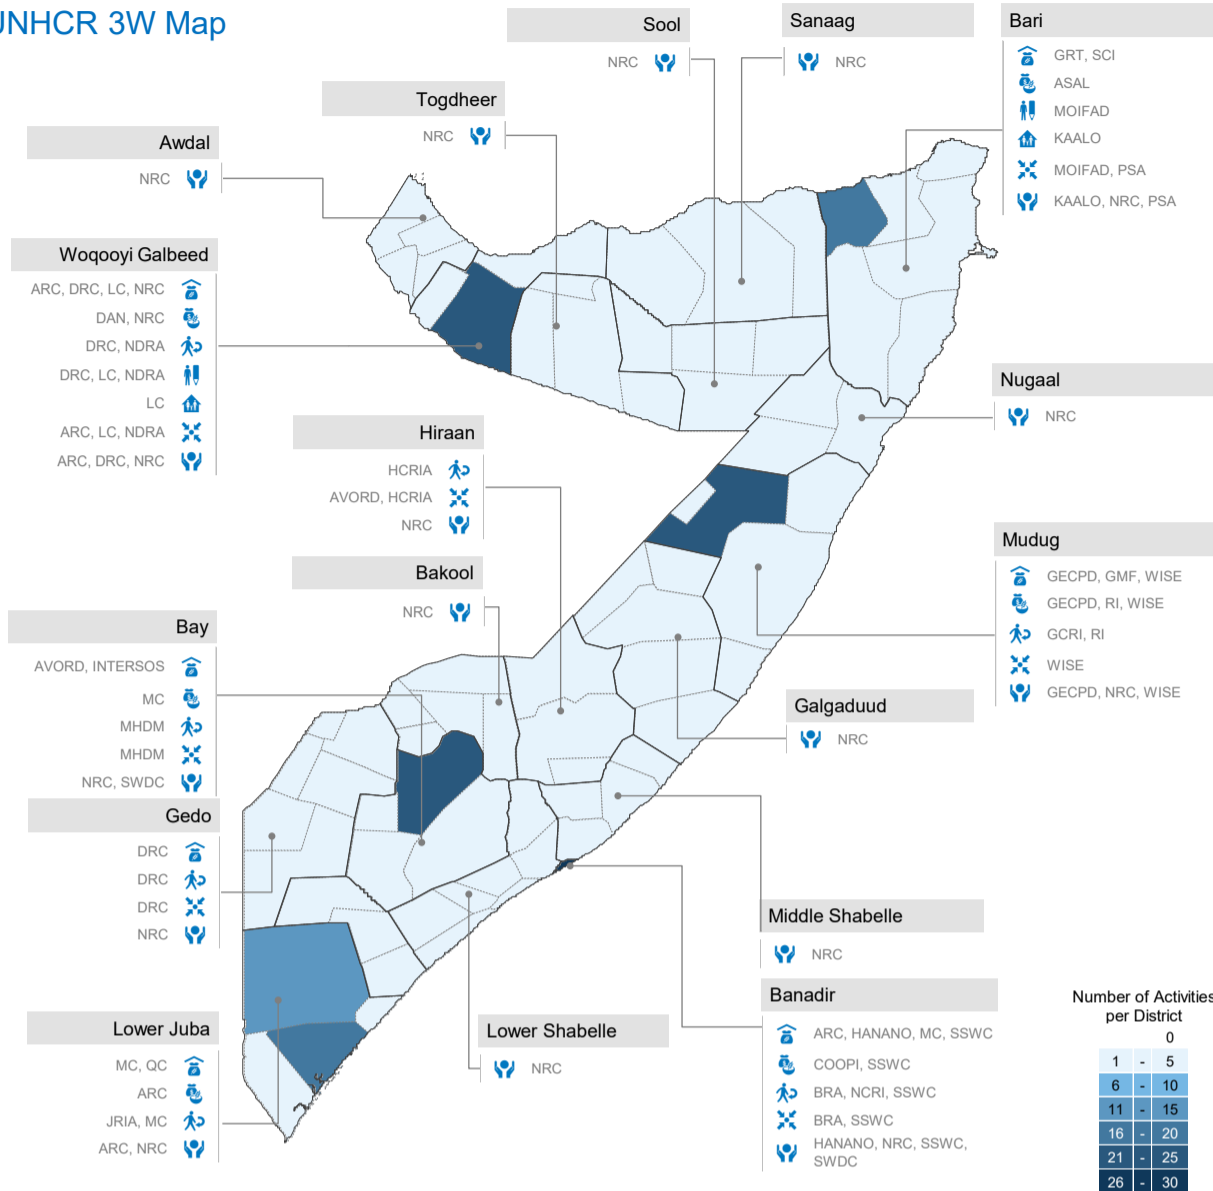 UNHCR 3W Map
Sool
NRC
Sanaag
NRC
Bari
GRT, SCI
ASAL
MOIFAD
KAALO
MOIFAD, PSA
KAALO, NRC, PSA
Togdheer
NRC
Awdal
NRC
Woqooyi Galbeed
ARC, DRC, LC, NRC
DAN, NRC
DRC, NDRA
DRC, LC, NDRA
LC
ARC, LC, NDRA
ARC, DRC, NRC
Nugaal
NRC
Hiraan
HCRIA
AVORD, HCRIA
NRC
Mudug
GECPD, GMF, WISE
GECPD, RI, WISE
GCRI, RI
WISE
GECPD, NRC, WISE
Bakool
NRC
Bay
AVORD, INTERSOS
MC
MHDM
MHDM
NRC, SWDC
Galgaduud
NRC
Gedo
DRC
DRC
DRC
NRC
Middle Shabelle
NRC
Banadir
ARC, HANANO, MC, SSWC
COOPI, SSWC
BRA, NCRI, SSWC
BRA, SSWC
HANANO, NRC, SSWC,
SWDC
Lower Juba
MC, QC
ARC
JRIA, MC
ARC, NRC
Lower Shabelle
NRC
Number of Activities
per District
0
1 - 5
6 - 10
11 - 15
16 - 20
21 - 25
26 - 30